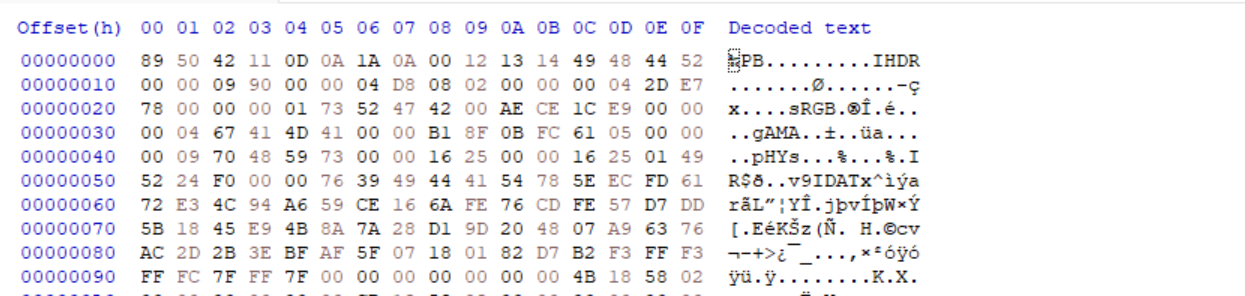 Offset(h) 00 01 02 03 04 05 06 07 08 09 0A 0B 0C 0D 0E 0F Decoded text
00000000 89 50 42 11 0D 0A 1A 0A 00 12 13 14 49 48 44 52 ‰PB.........IHDR
00000010 00 00 09 90 00 00 04 D8 08 02 00 00 00 04 2D E7 .......Ø......-ç
00000020 78 00 00 00 01 73 52 47 42 00 AE CE 1C E9 00 00 x....sRGB.®Î.é..
00000030 00 04 67 41 4D 41 00 00 B1 8F 0B FC 61 05 00 00 ..gAMA..±..üa...
00000040 00 09 70 48 59 73 00 00 16 25 00 00 16 25 01 49 ..pHYs...%...%.I
00000050 52 24 F0 00 00 76 39 49 44 41 54 78 5E EC FD 61 R$ð..v9IDATx^ìýa
00000060 72 E3 4C 94 A6 59 CE 16 6A FE 76 CD FE 57 D7 DD rãL”¦YÎ.jþvÍþW×Ý
00000070 5B 18 45 E9 4B 8A 7A 28 D1 9D 20 48 07 A9 63 76 [.EéKŠz(Ñ. H.©cv
00000080 AC 2D 2B 3E BF AF 5F 07 18 01 82 D7 B2 F3 FF F3 ¬-+>¿¯_...‚×²óÿó
00000090 FF FC 7F FF 7F 00 00 00 00 00 00 00 4B 18 58 02 ÿü.ÿ........K.X.